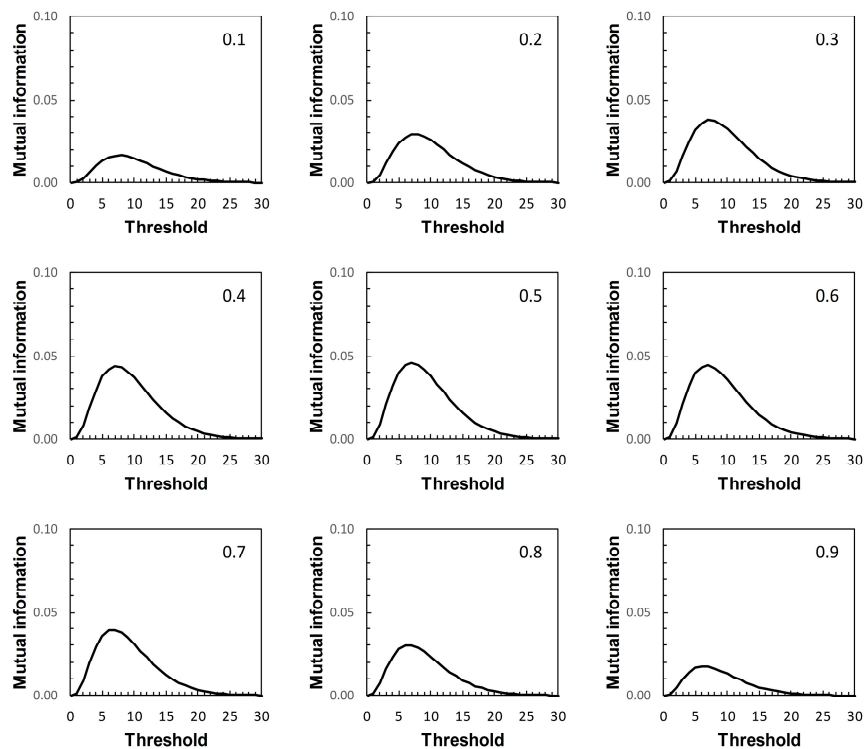 0.10 0.1
Mutual information
0.05
0.00
0 5 10 15 20 25 30
Threshold
0.10 0.2
Mutual information
0.05
0.00
0 5 10 15 20 25 30
Threshold
0.10 0.3
Mutual information
0.05
0.00
0 5 10 15 20 25 30
Threshold
0.10 0.4
Mutual information
0.05
0.00
0 5 10 15 20 25 30
Threshold
0.10 0.5
Mutual information
0.05
0.00
0 5 10 15 20 25 30
Threshold
0.10 0.6
Mutual information
0.05
0.00
0 5 10 15 20 25 30
Threshold
0.10 0.7
Mutual information
0.05
0.00
0 5 10 15 20 25 30
Threshold
0.10 0.8
Mutual information
0.05
0.00
0 5 10 15 20 25 30
Threshold
0.10 0.9
Mutual information
0.05
0.00
0 5 10 15 20 25 30
Threshold